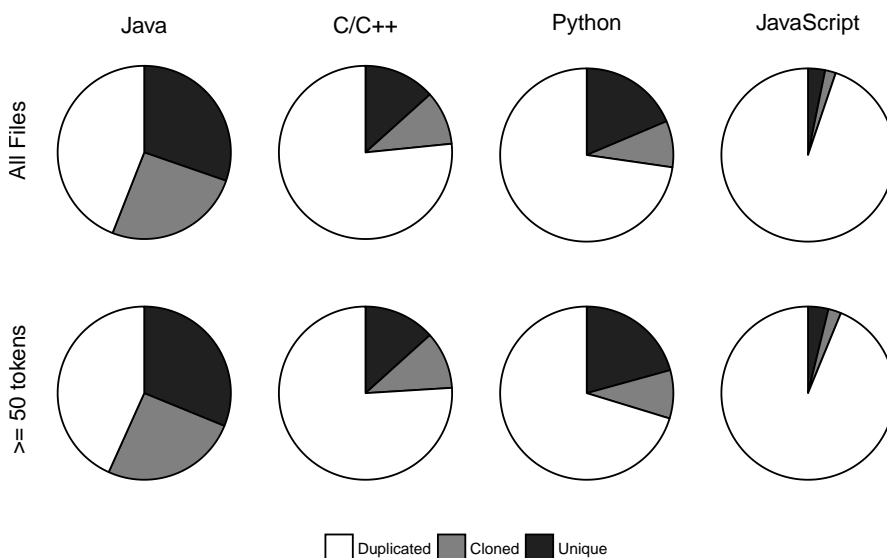 Java C/C++ Python JavaScript
All Files
>= 50 tokens
Duplicated Cloned Unique